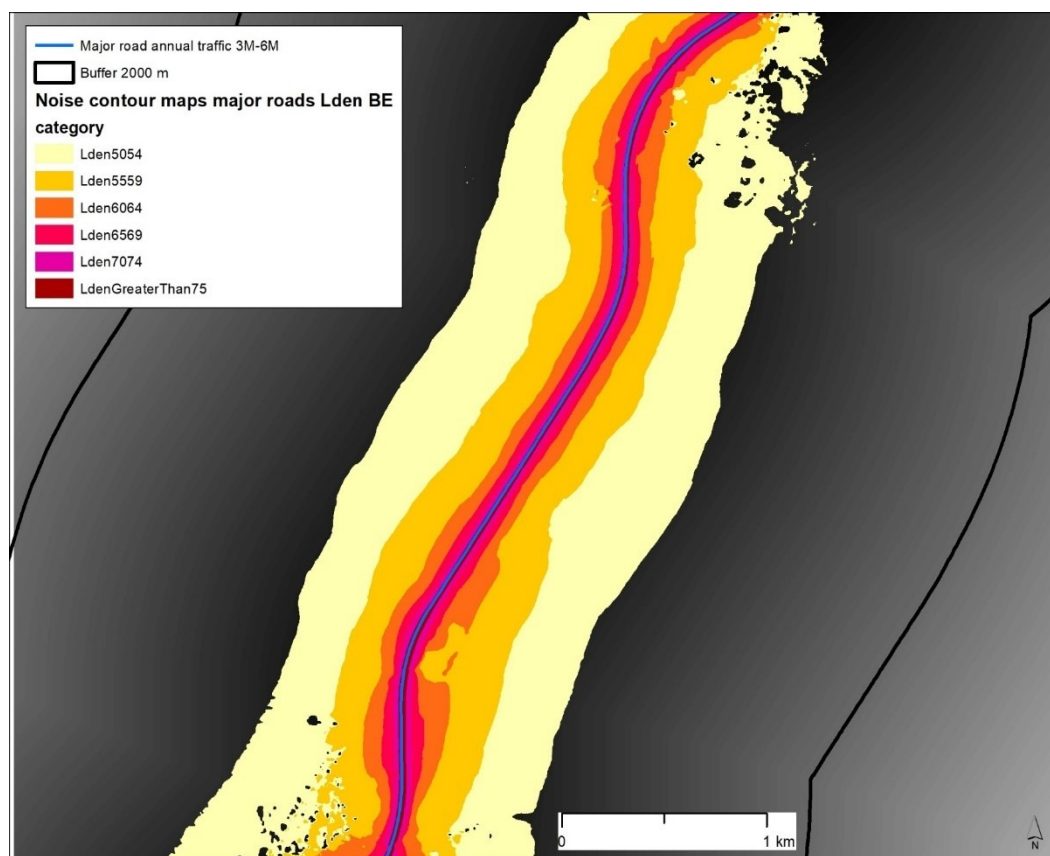 Major road annual traffic 3M-6M
Buffer 2000 m
Noise contour maps major roads Lden BE
category
Lden5054
Lden5559
Lden6064
Lden6569
Lden7074
LdenGreaterThan75
0 1 km
N